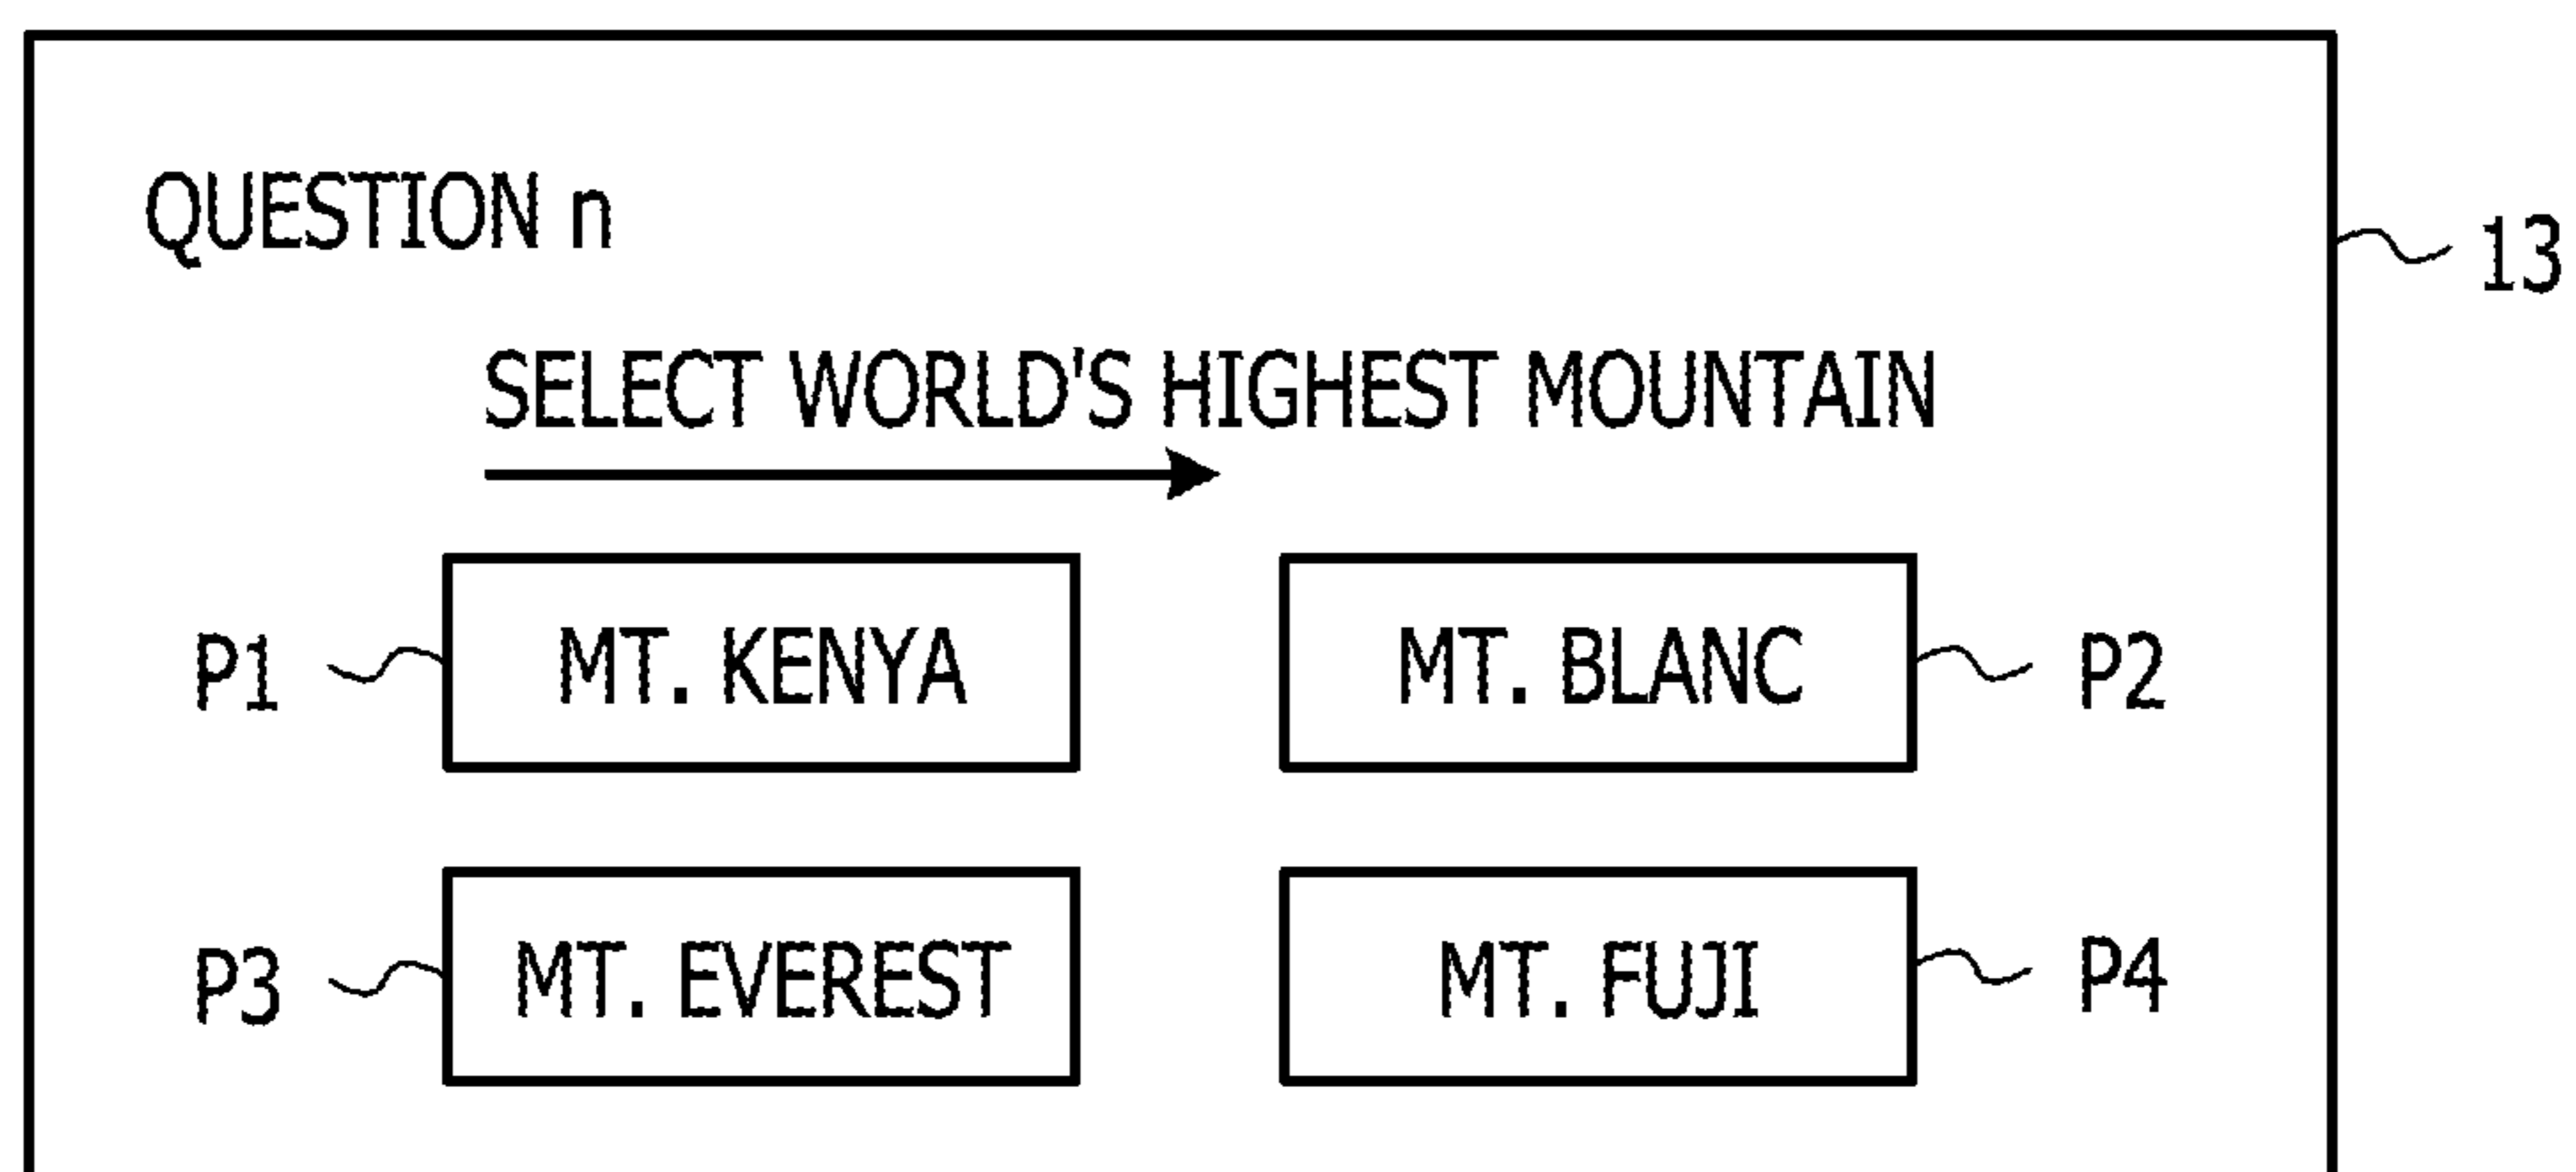 QUESTION n
13
SELECT WORLD'S HIGHEST MOUNTAIN
P1 MT. KENYA MT. BLANC P2
P3 MT. EVEREST MT. FUJI P4